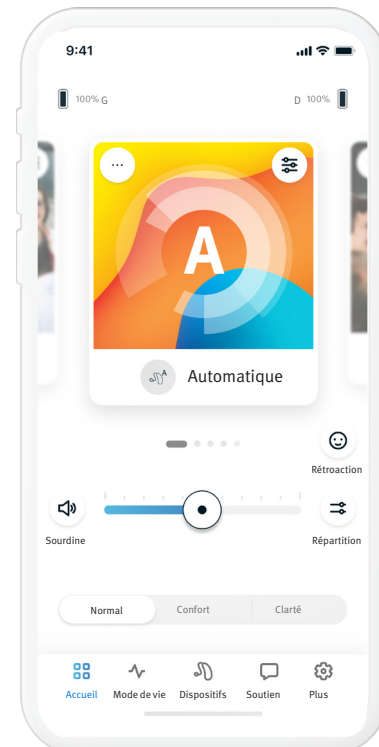 9:41
100% G
D 100%
...
A
A
Automatique
Rétroaction
Sourdine
Répartition
Normal Confort Clarté
Accueil Mode de vie Dispositifs Soutien Plus